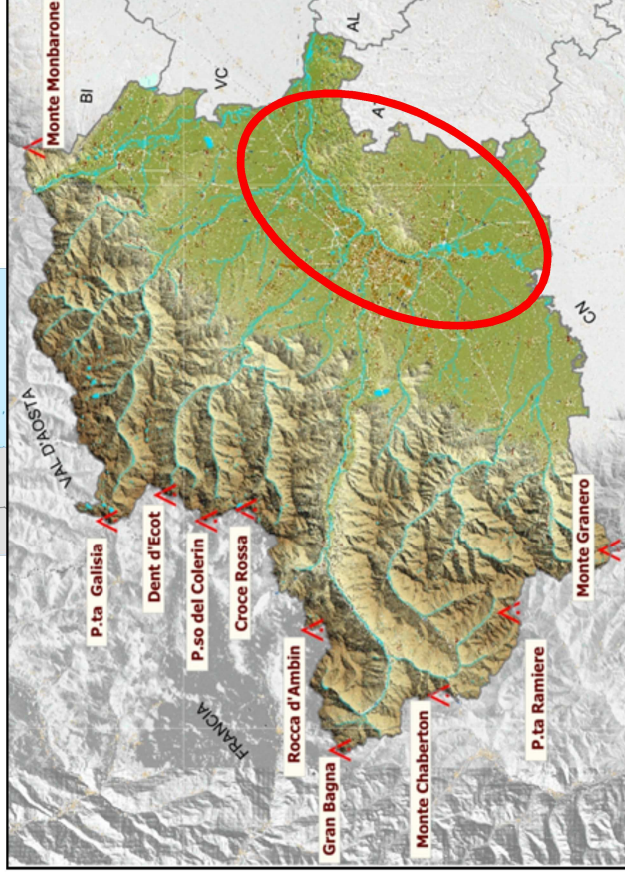 Monte Monbarone
BI
VC
AL
VAL D'AOSTA
P.ta Galisia
Dent d'Ecot
P.so del Colerin
Croce Rossa
Rocca d'Ambin
FRANCIA
Gran Bagna
Monte Chaberton
P.ta Ramiere
Monte Granero
CN